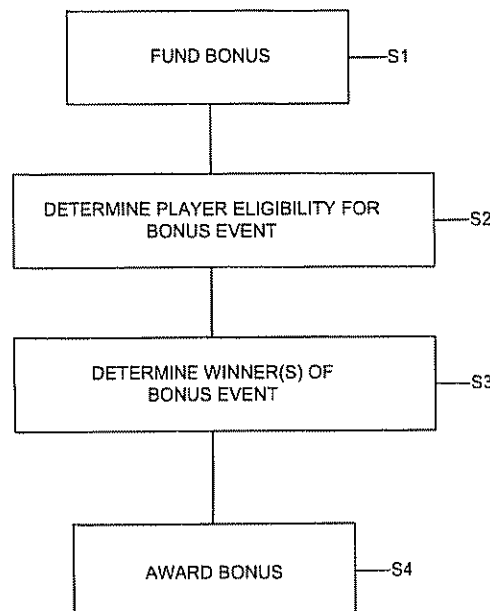 FUND BONUS
S1
DETERMINE PLAYER ELIGIBILITY FOR
BONUS EVENT
S2
DETERMINE WINNER(S) OF
BONUS EVENT
S3
AWARD BONUS
S4